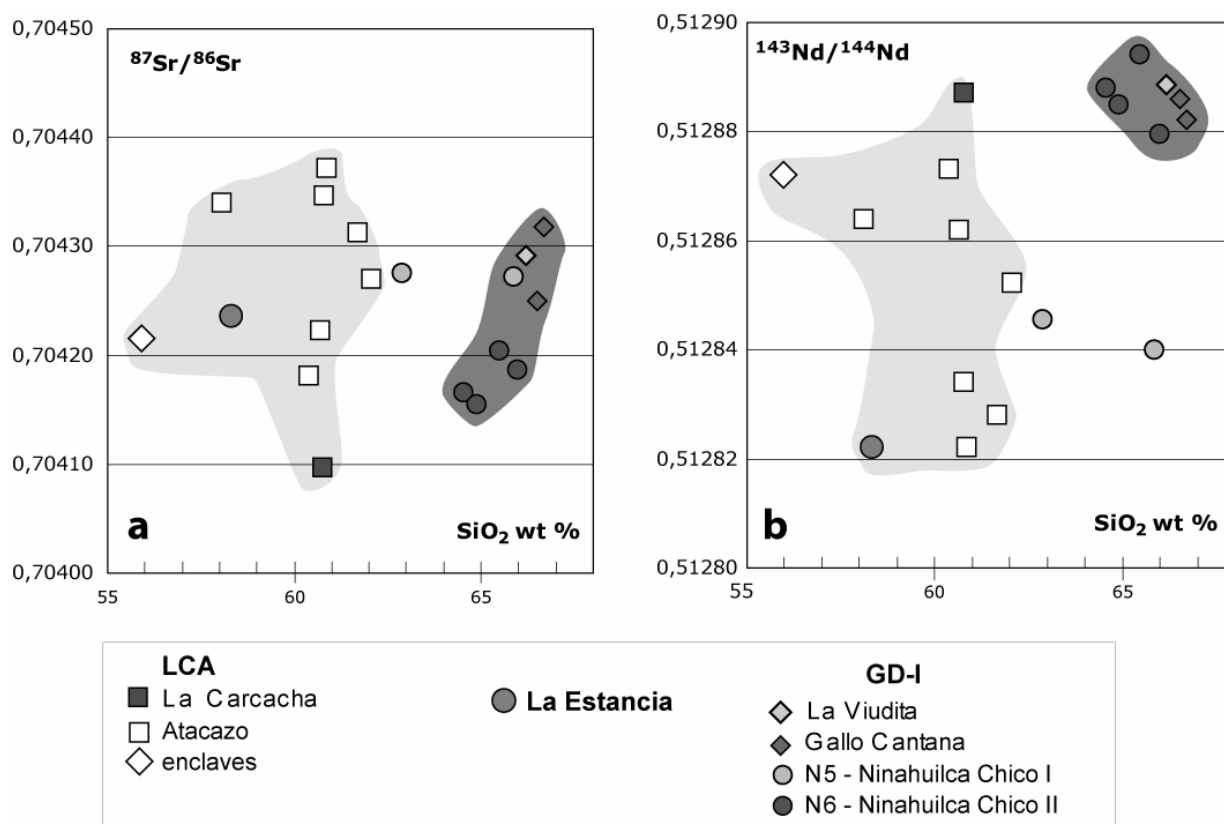 0,70450
0,70440
0,70430
0,70420
0,70410
0,70400
⁸⁷Sr/⁸⁶Sr
a
SiO₂ wt %
55 60 65
0,51290
0,51288
0,51286
0,51284
0,51282
0,51280
¹⁴³Nd/¹⁴⁴Nd
b
SiO₂ wt %
55 60 65
LCA
La Carcacha
Atacazo
enclaves
La Estancia
GD-I
La Viudita
Gallo Cantana
N5 - Ninahuilca Chico I
N6 - Ninahuilca Chico II